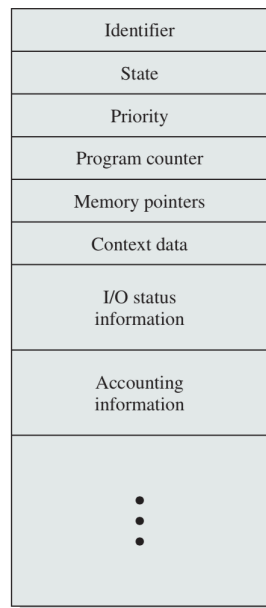 Identifier
State
Priority
Program counter
Memory pointers
Context data
I/O status
information
Accounting
information